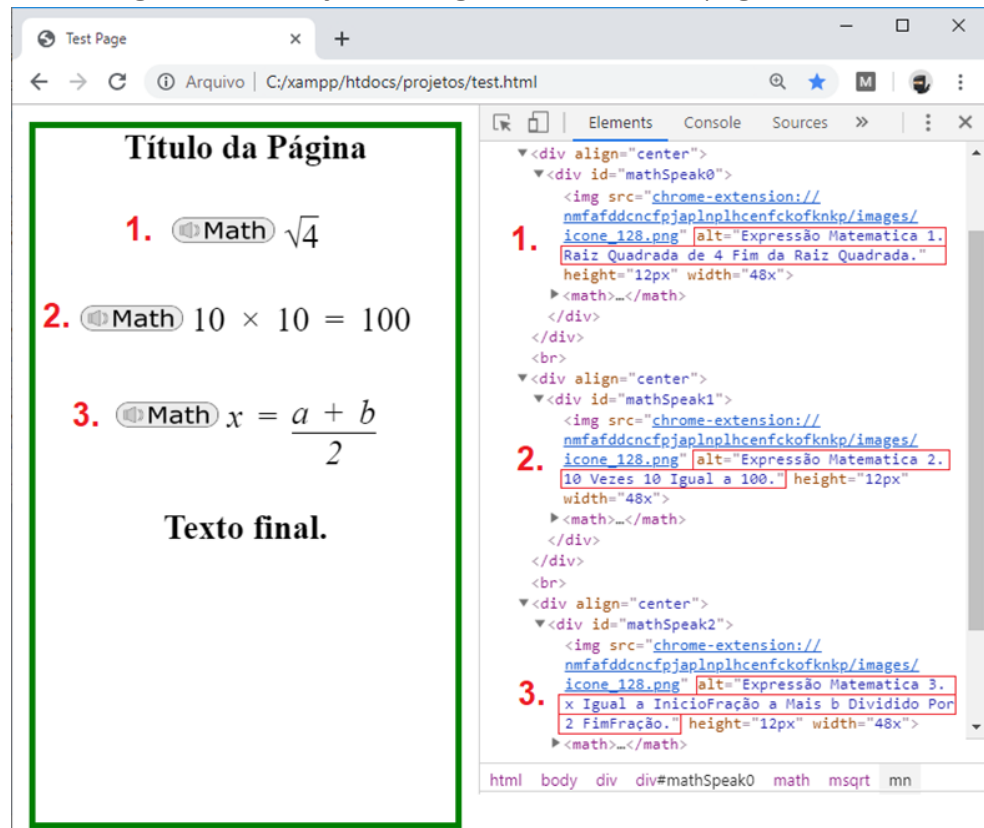 Test Page
Arquivo | C:/xampp/htdocs/projetos/test.html
M
Título da Página
1. Math √4
2. Math 10 × 10 = 100
3. Math x = a + b
2
Texto final.
Elements Console Sources »
▼<div align="center">
▼<div id="mathSpeak0">
<img src="chrome-extension://
nmfafddcncfpjaplnplhcenfckofknkp/images/
1. icone_128.png" alt="Expressão Matematica 1.
Raiz Quadrada de 4 Fim da Raiz Quadrada."
height="12px" width="48x">
▶<math>…</math>
</div>
</div>
<br>
▼<div align="center">
▼<div id="mathSpeak1">
<img src="chrome-extension://
nmfafddcncfpjaplnplhcenfckofknkp/images/
2. icone_128.png" alt="Expressão Matematica 2.
10 Vezes 10 Igual a 100." height="12px"
width="48x">
▶<math>…</math>
</div>
</div>
<br>
▼<div align="center">
▼<div id="mathSpeak2">
<img src="chrome-extension://
nmfafddcncfpjaplnplhcenfckofknkp/images/
3. icone_128.png" alt="Expressão Matematica 3.
x Igual a InicioFração a Mais b Dividido Por
2 FimFração." height="12px" width="48x">
▶<math>…</math>
html body div div#mathSpeak0 math msqrt mn